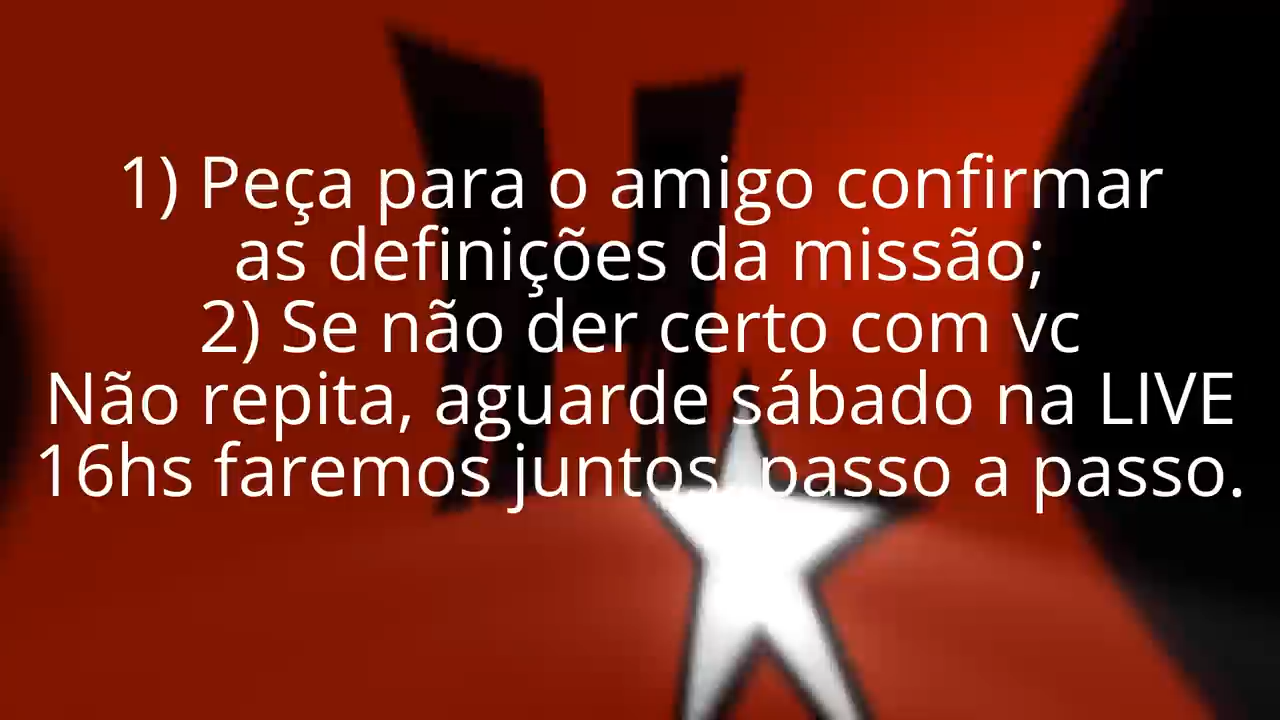 1) Peça para o amigo confirmar
as definições da missão;
2) Se não der certo com vc
Não repita, aguarde sábado na LIVE
16hs faremos juntos, passo a passo.